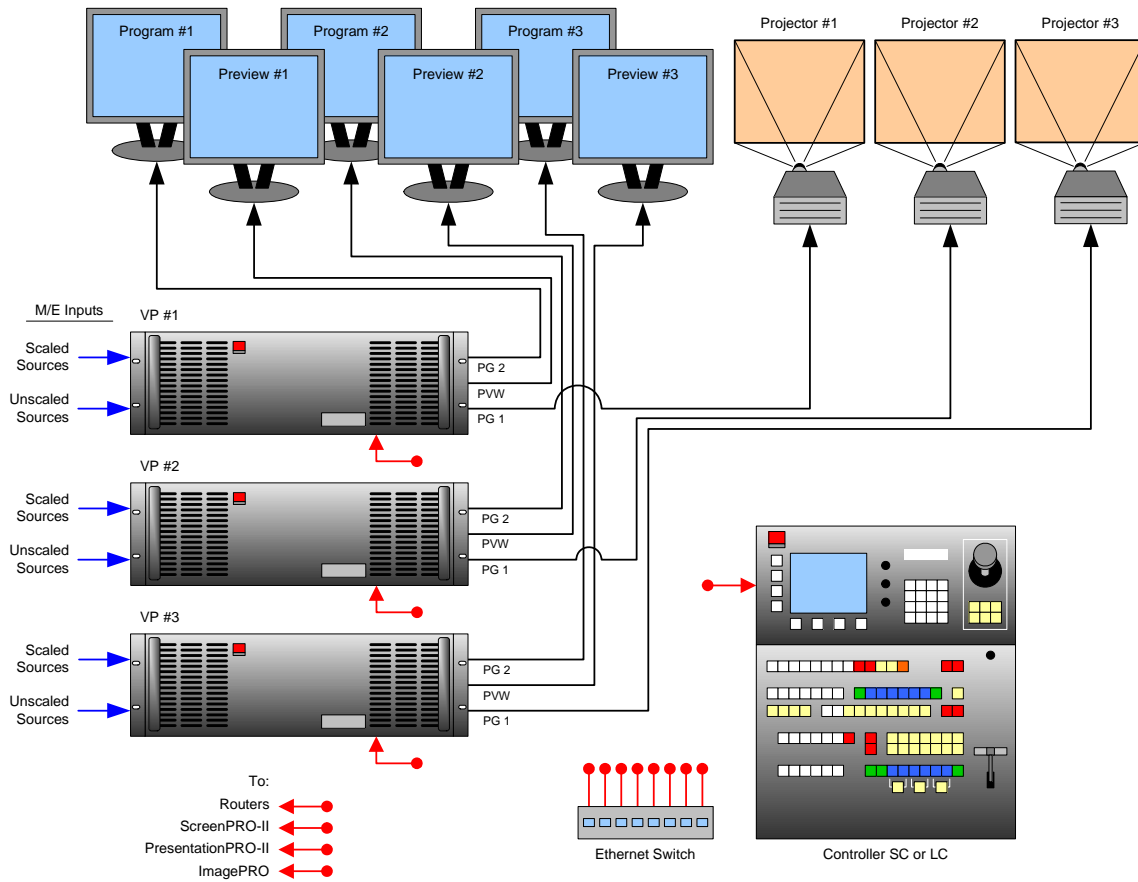 Program #1
Program #2
Program #3
Preview #1
Preview #2
Preview #3
Projector #1
Projector #2
Projector #3
M/E Inputs
VP #1
Scaled
Sources
Unscaled
Sources
PG 2
PVW
PG 1
VP #2
Scaled
Sources
Unscaled
Sources
PG 2
PVW
PG 1
VP #3
Scaled
Sources
Unscaled
Sources
PG 2
PVW
PG 1
To:
Routers
ScreenPRO-II
PresentationPRO-II
ImagePRO
Ethernet Switch
Controller SC or LC